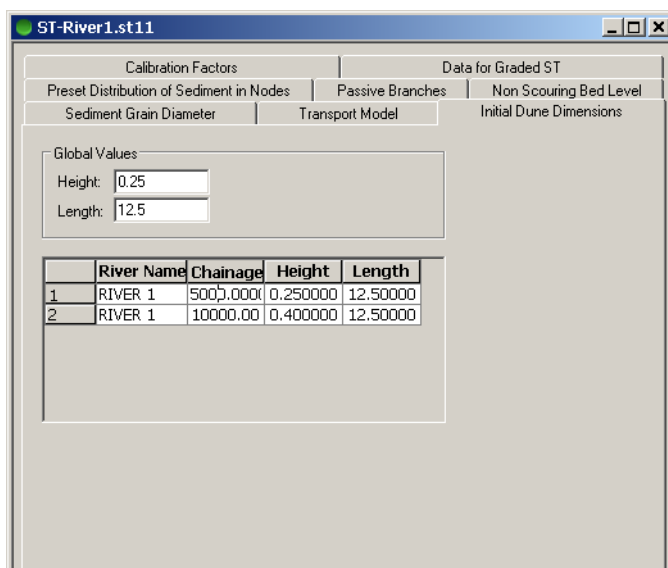 ST-River1.st11
Calibration Factors Data for Graded ST
Preset Distribution of Sediment in Nodes Passive Branches Non Scouring Bed Level
Sediment Grain Diameter Transport Model Initial Dune Dimensions
Global Values
Height: 0.25
Length: 12.5
River Name Chainage Height Length
1 RIVER 1 5000.000( 0.250000 12.50000
2 RIVER 1 10000.00 0.400000 12.50000